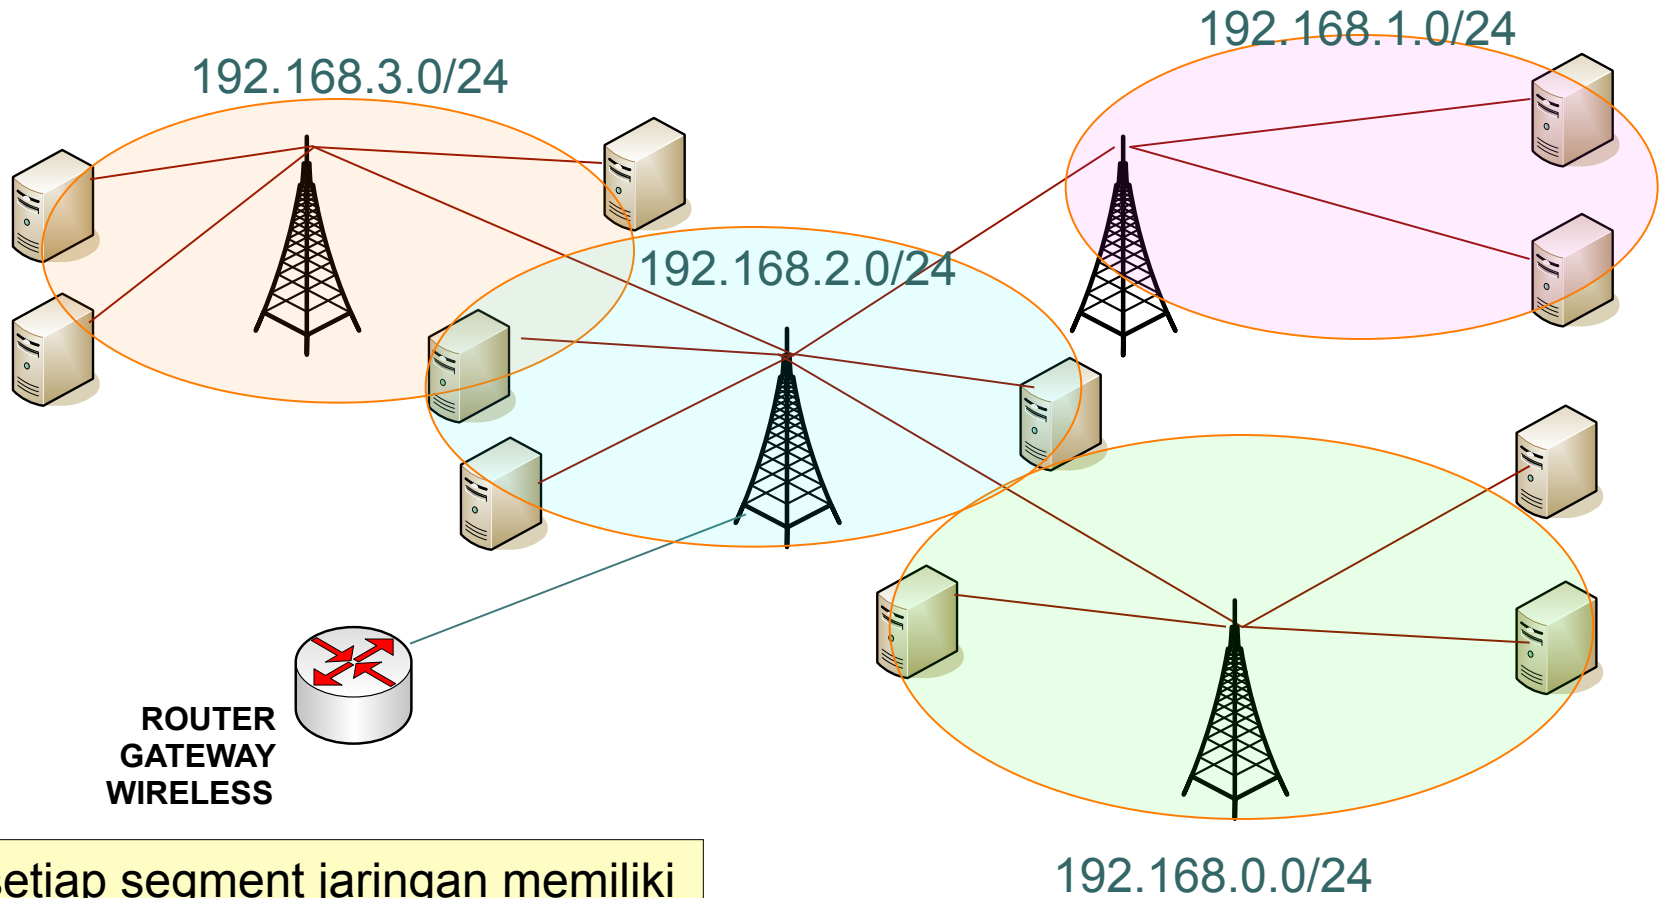 192.168.1.0/24
192.168.3.0/24
192.168.2.0/24
ROUTER
GATEWAY
WIRELESS
setiap segment jaringan memiliki
192.168.0.0/24